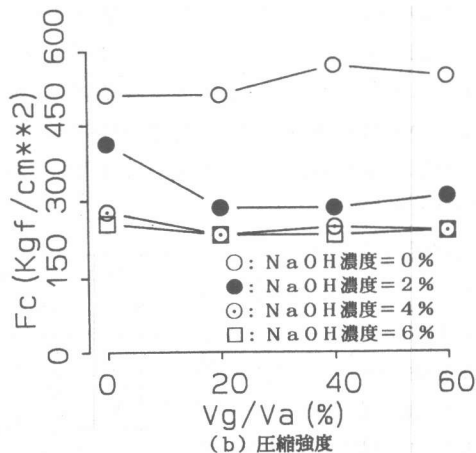 600
450
300
150
0
Fc (Kgf/cm**2)
○: NaOH濃度=0%
●: NaOH濃度=2%
⊙: NaOH濃度=4%
□: NaOH濃度=6%
0 20 40 60
Vg/Va (%)
(b) 圧縮強度